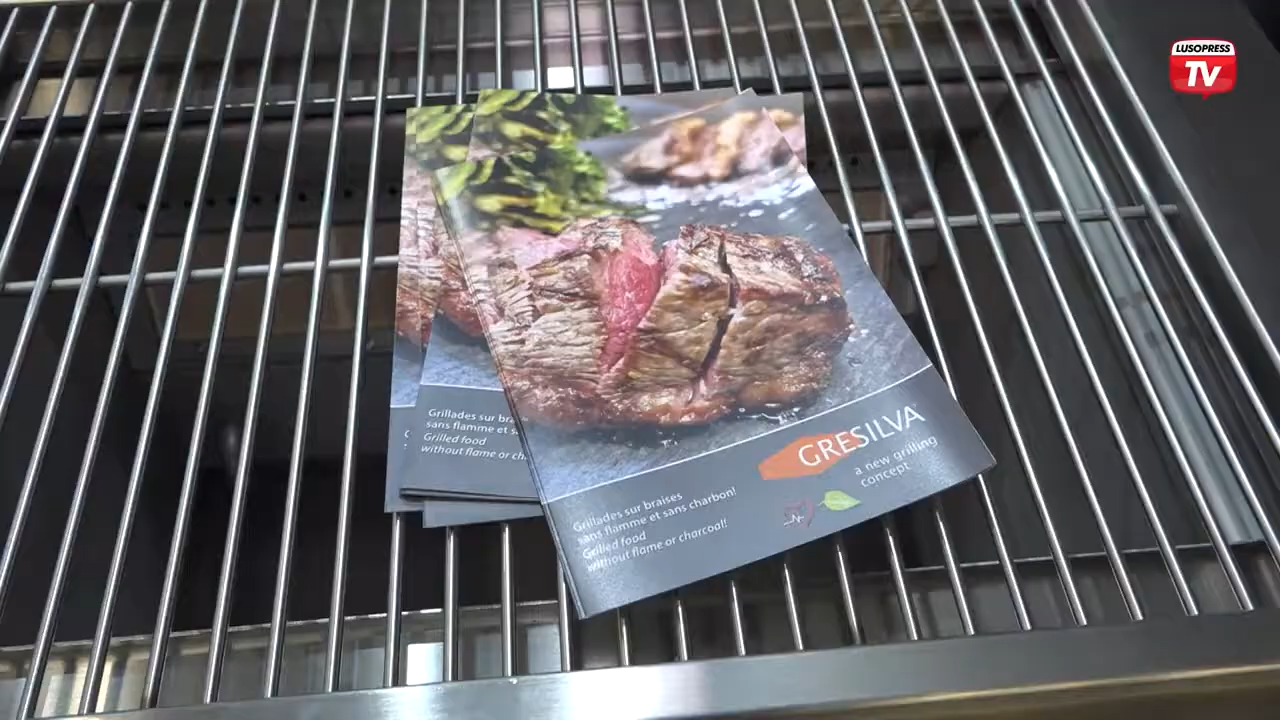 LUSOPRESS
TV
Grillades sur bra
sans flamme et s
Grilled food
without flame or ch
GRESILVA
a new grilling
concept
Grillades sur braises
sans flamme et sans charbon!
Grilled food
without flame or charcoal!